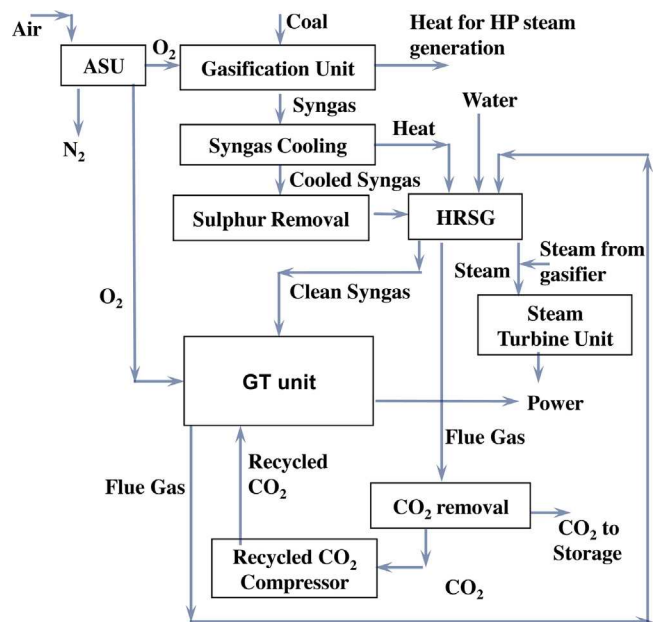 Air
ASU
O₂
Coal
Gasification Unit
Heat for HP steam
generation
N₂
Syngas
Syngas Cooling
Heat
Water
Cooled Syngas
Sulphur Removal
HRSG
Steam
Steam from
gasifier
O₂
Clean Syngas
Steam
Turbine Unit
GT unit
Power
Flue Gas
Recycled
CO₂
Flue Gas
CO₂ removal
CO₂ to
Storage
Recycled CO₂
Compressor
CO₂